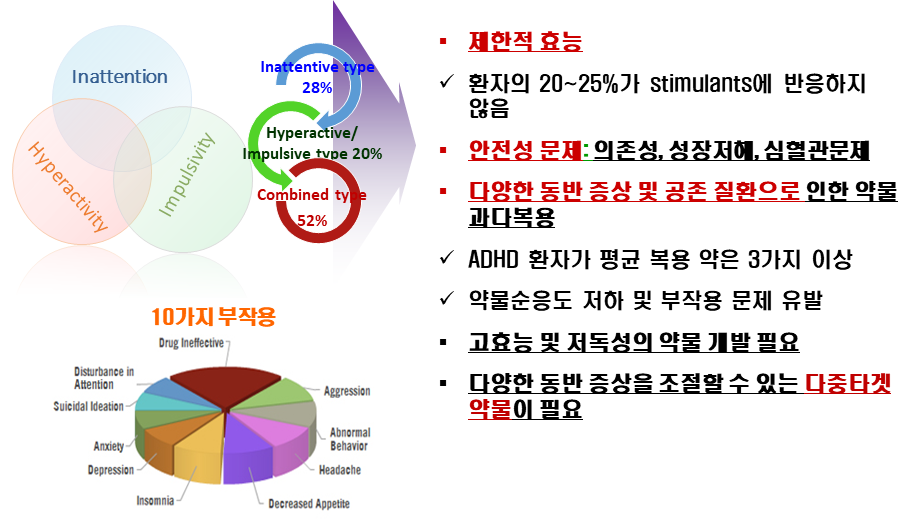 Inattention
Hyperactivity
Impulsivity
Inattentive type
28%
Hyperactive/
Impulsive type 20%
Combined type
52%
10가지 부작용
Drug Ineffective
Aggression
Abnormal
Behavior
Headache
Decreased Appetite
Insomnia
Depression
Anxiety
Suicidal Ideation
Disturbance in
Attention
▪ 제한적 효능
✓ 환자의 20~25%가 stimulants에 반응하지
않음
▪ 안전성 문제: 의존성, 성장저해, 심혈관문제
▪ 다양한 동반 증상 및 공존 질환으로 인한 약물
과다복용
✓ ADHD 환자가 평균 복용 약은 3가지 이상
✓ 약물순응도 저하 및 부작용 문제 유발
▪ 고효능 및 저독성의 약물 개발 필요
▪ 다양한 동반 증상을 조절할 수 있는 다중타겟
약물이 필요